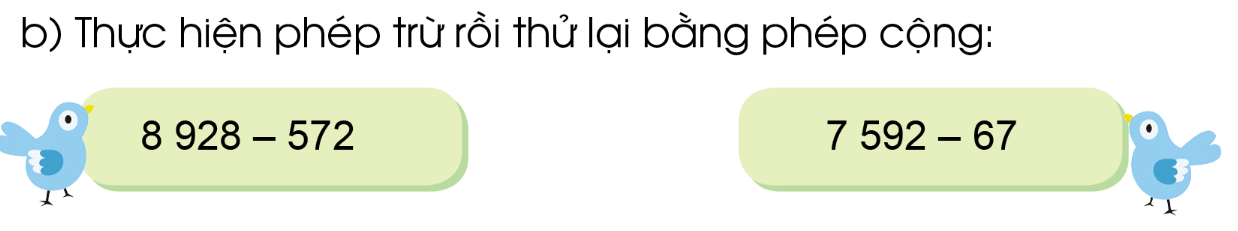 b) Thực hiện phép trừ rồi thử lại bằng phép cộng:
8 928 – 572
7 592 – 67